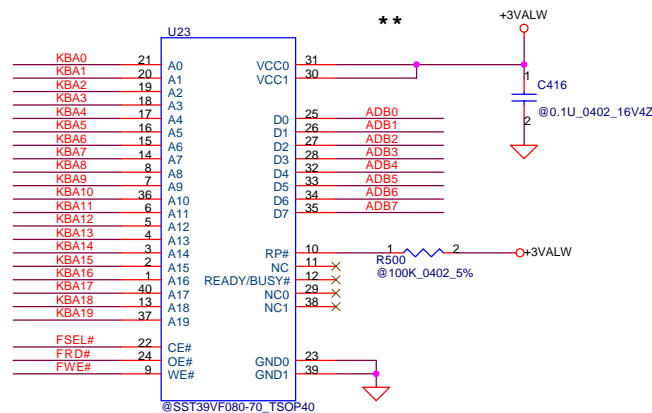 U23
**
+3VALW
KBA0 21 A0 VCC0 31
KBA1 20 A1 VCC1 30
KBA2 19 A2
KBA3 18 A3
KBA4 17 A4 D0 25 ADB0
KBA5 16 A5 D1 26 ADB1
KBA6 15 A6 D2 27 ADB2
KBA7 14 A7 D3 28 ADB3
KBA8 8 A8 D4 32 ADB4
KBA9 7 A9 D5 33 ADB5
KBA10 36 A10 D6 34 ADB6
KBA11 6 A11 D7 35 ADB7
KBA12 5 A12
KBA13 4 A13
KBA14 3 A14 RP# 10
KBA15 2 A15 NC 11
KBA16 1 A16 READY/BUSY# 12
KBA17 40 A17 NC0 29
KBA18 13 A18 NC1 38
KBA19 37 A19
FSEL# 22 CE# GND0 23
FRD# 24 OE# GND1 39
FWE# 9 WE#
@SST39VF080-70_TSOP40
1
C416
@0.1U_0402_16V4Z
2
1 2 +3VALW
R500
@100K_0402_5%